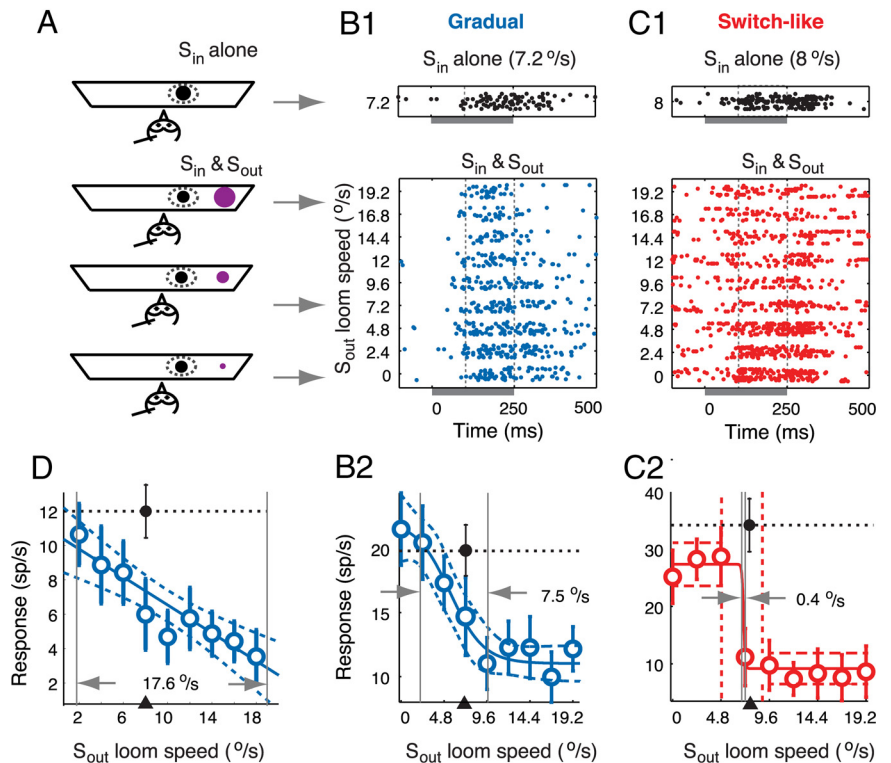 A
B1
Gradual
C1
Switch-like
S_in alone
S_in alone (7.2 °/s)
S_in alone (8 °/s)
7.2
8
S_in & S_out
S_in & S_out
S_in & S_out
S_out loom speed (°/s)
19.2
16.8
14.4
12
9.6
7.2
4.8
2.4
0
19.2
16.8
14.4
12
9.6
7.2
4.8
2.4
0
0
250
500
Time (ms)
0
250
500
Time (ms)
D
B2
C2
Response (sp/s)
12
10
8
6
4
2
17.6 °/s
2
6
10
14
18
S_out loom speed (°/s)
Response (sp/s)
20
10
7.5 °/s
0
4.8
9.6
14.4
19.2
S_out loom speed (°/s)
Response (sp/s)
40
30
20
10
0.4 °/s
0
4.8
9.6
14.4
19.2
S_out loom speed (°/s)